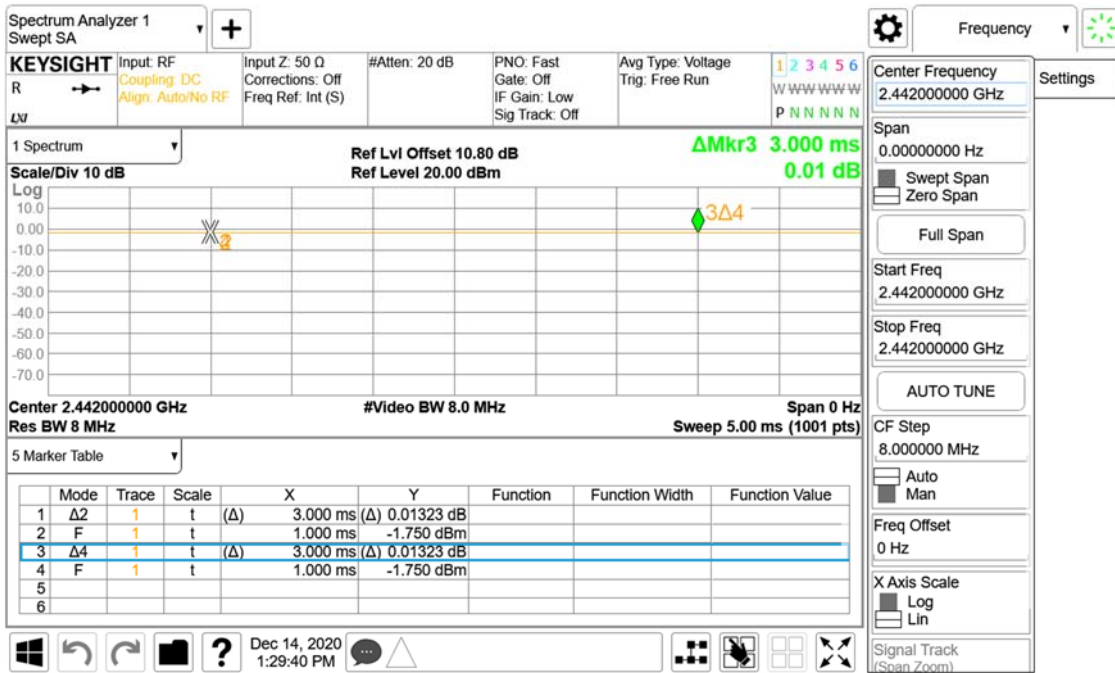 Spectrum Analyzer 1
Swept SA
+
Frequency
KEYSIGHT
R
LXI
Input: RF
Coupling: DC
Align: Auto/No RF
Input Z: 50 Ω
Corrections: Off
Freq Ref: Int (S)
#Atten: 20 dB
PNO: Fast
Gate: Off
IF Gain: Low
Sig Track: Off
Avg Type: Voltage
Trig: Free Run
1 2 3 4 5 6
W W W W W W
P N N N N N
Center Frequency
2.442000000 GHz
Settings
Span
0.00000000 Hz
Swept Span
Zero Span
Full Span
Start Freq
2.442000000 GHz
Stop Freq
2.442000000 GHz
AUTO TUNE
CF Step
8.000000 MHz
Auto
Man
Freq Offset
0 Hz
X Axis Scale
Log
Lin
Signal Track
(Span Zoom)
1 Spectrum
Scale/Div 10 dB
Ref Lvl Offset 10.80 dB
Ref Level 20.00 dBm
ΔMkr3 3.000 ms
0.01 dB
Log
10.0
0.00
-10.0
-20.0
-30.0
-40.0
-50.0
-60.0
-70.0
3Δ4
Center 2.442000000 GHz
#Video BW 8.0 MHz
Span 0 Hz
Res BW 8 MHz
Sweep 5.00 ms (1001 pts)
5 Marker Table
Mode Trace Scale X Y Function Function Width Function Value
1 Δ2 1 t (Δ) 3.000 ms (Δ) 0.01323 dB
2 F 1 t 1.000 ms -1.750 dBm
3 Δ4 1 t (Δ) 3.000 ms (Δ) 0.01323 dB
4 F 1 t 1.000 ms -1.750 dBm
5
6
?
Dec 14, 2020
1:29:40 PM